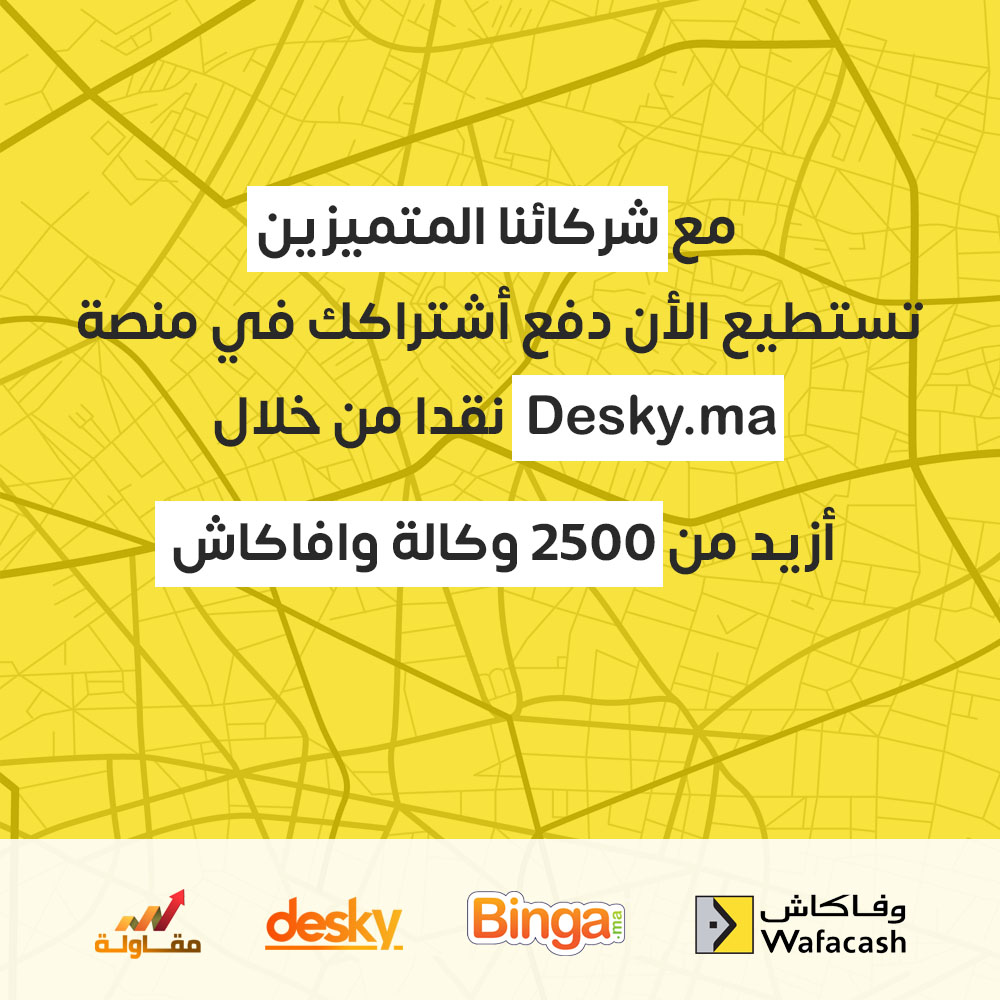 مع شركائنا المتميزين
تستطيع الأن دفع أشتراكك في منصة
Desky.ma نقدا من خلال
أزيد من 2500 وكالة وافاكاش
وفاكاش
Wafacash
Binga.ma
desky
مقاولة